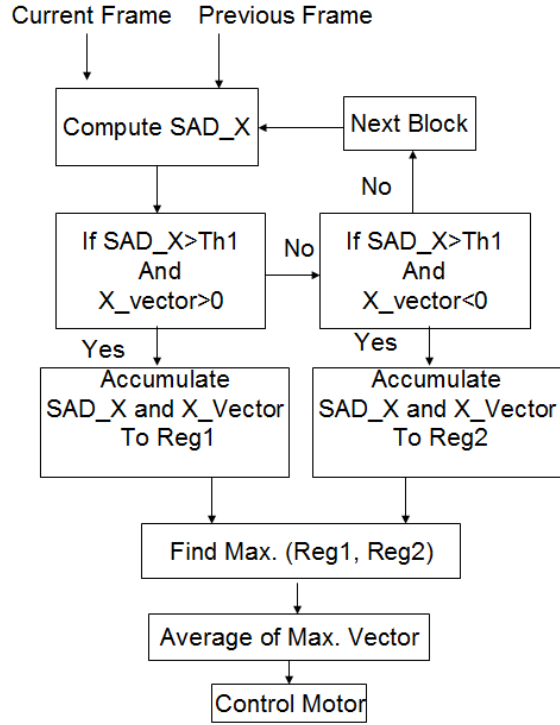 Current Frame
Previous Frame
Compute SAD_X
Next Block
No
If SAD_X>Th1
And
X_vector>0
No
If SAD_X>Th1
And
X_vector<0
Yes
Yes
Accumulate
SAD_X and X_Vector
To Reg1
Accumulate
SAD_X and X_Vector
To Reg2
Find Max. (Reg1, Reg2)
Average of Max. Vector
Control Motor